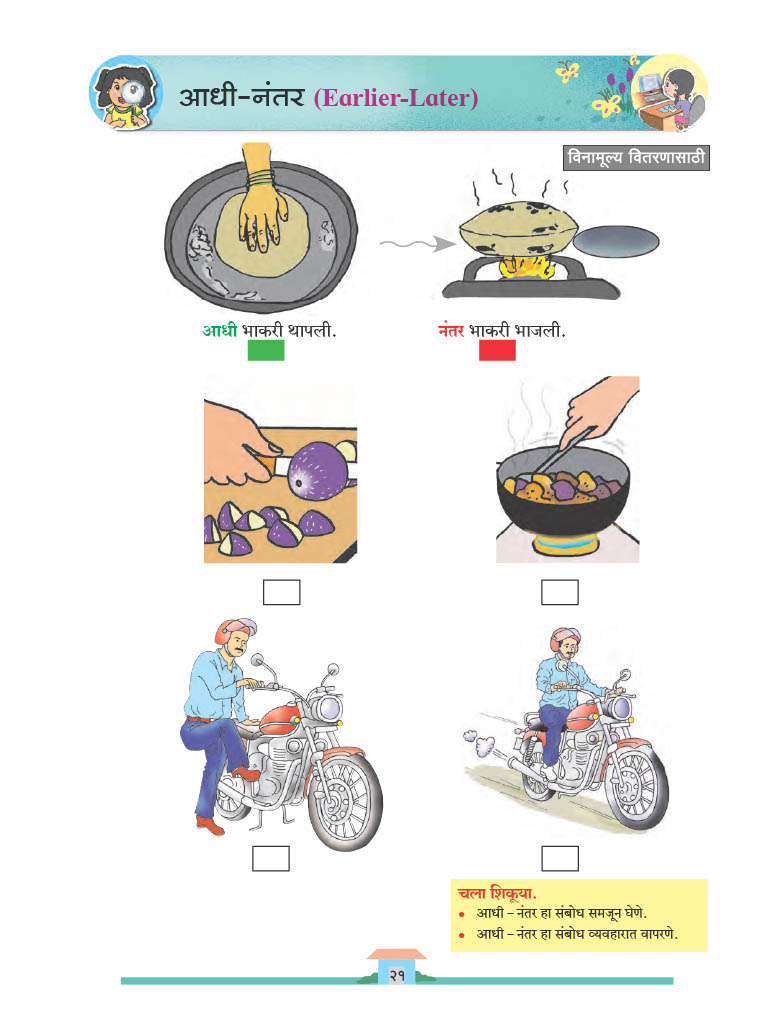 आधी-नंतर (Earlier-Later)
विनामूल्य वितरणासाठी
आधी भाकरी थापली.
नंतर भाकरी भाजली.
चला शिकूया.
• आधी – नंतर हा संबोध समजून घेणे.
• आधी – नंतर हा संबोध व्यवहारात वापरणे.
२१